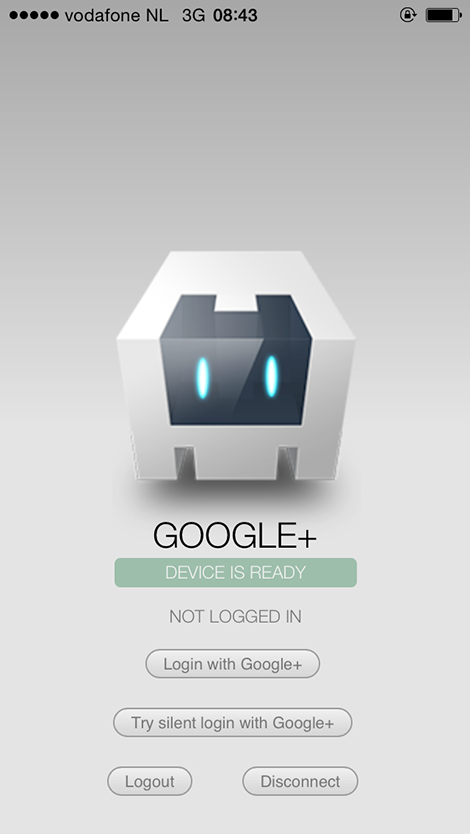 vodafone NL 3G 08:43
GOOGLE+
DEVICE IS READY
NOT LOGGED IN
Login with Google+
Try silent login with Google+
Logout Disconnect